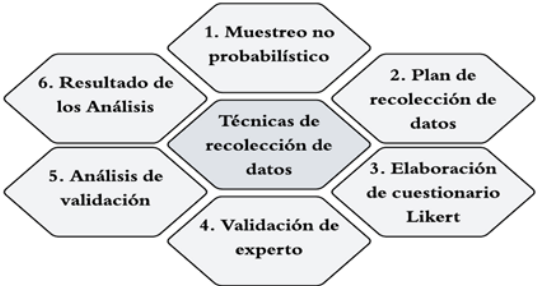 1. Muestreo no
probabilístico
2. Plan de
recolección de
datos
3. Elaboración
de cuestionario
Likert
4. Validación de
experto
5. Análisis de
validación
6. Resultado de
los Análisis
Técnicas de
recolección de
datos